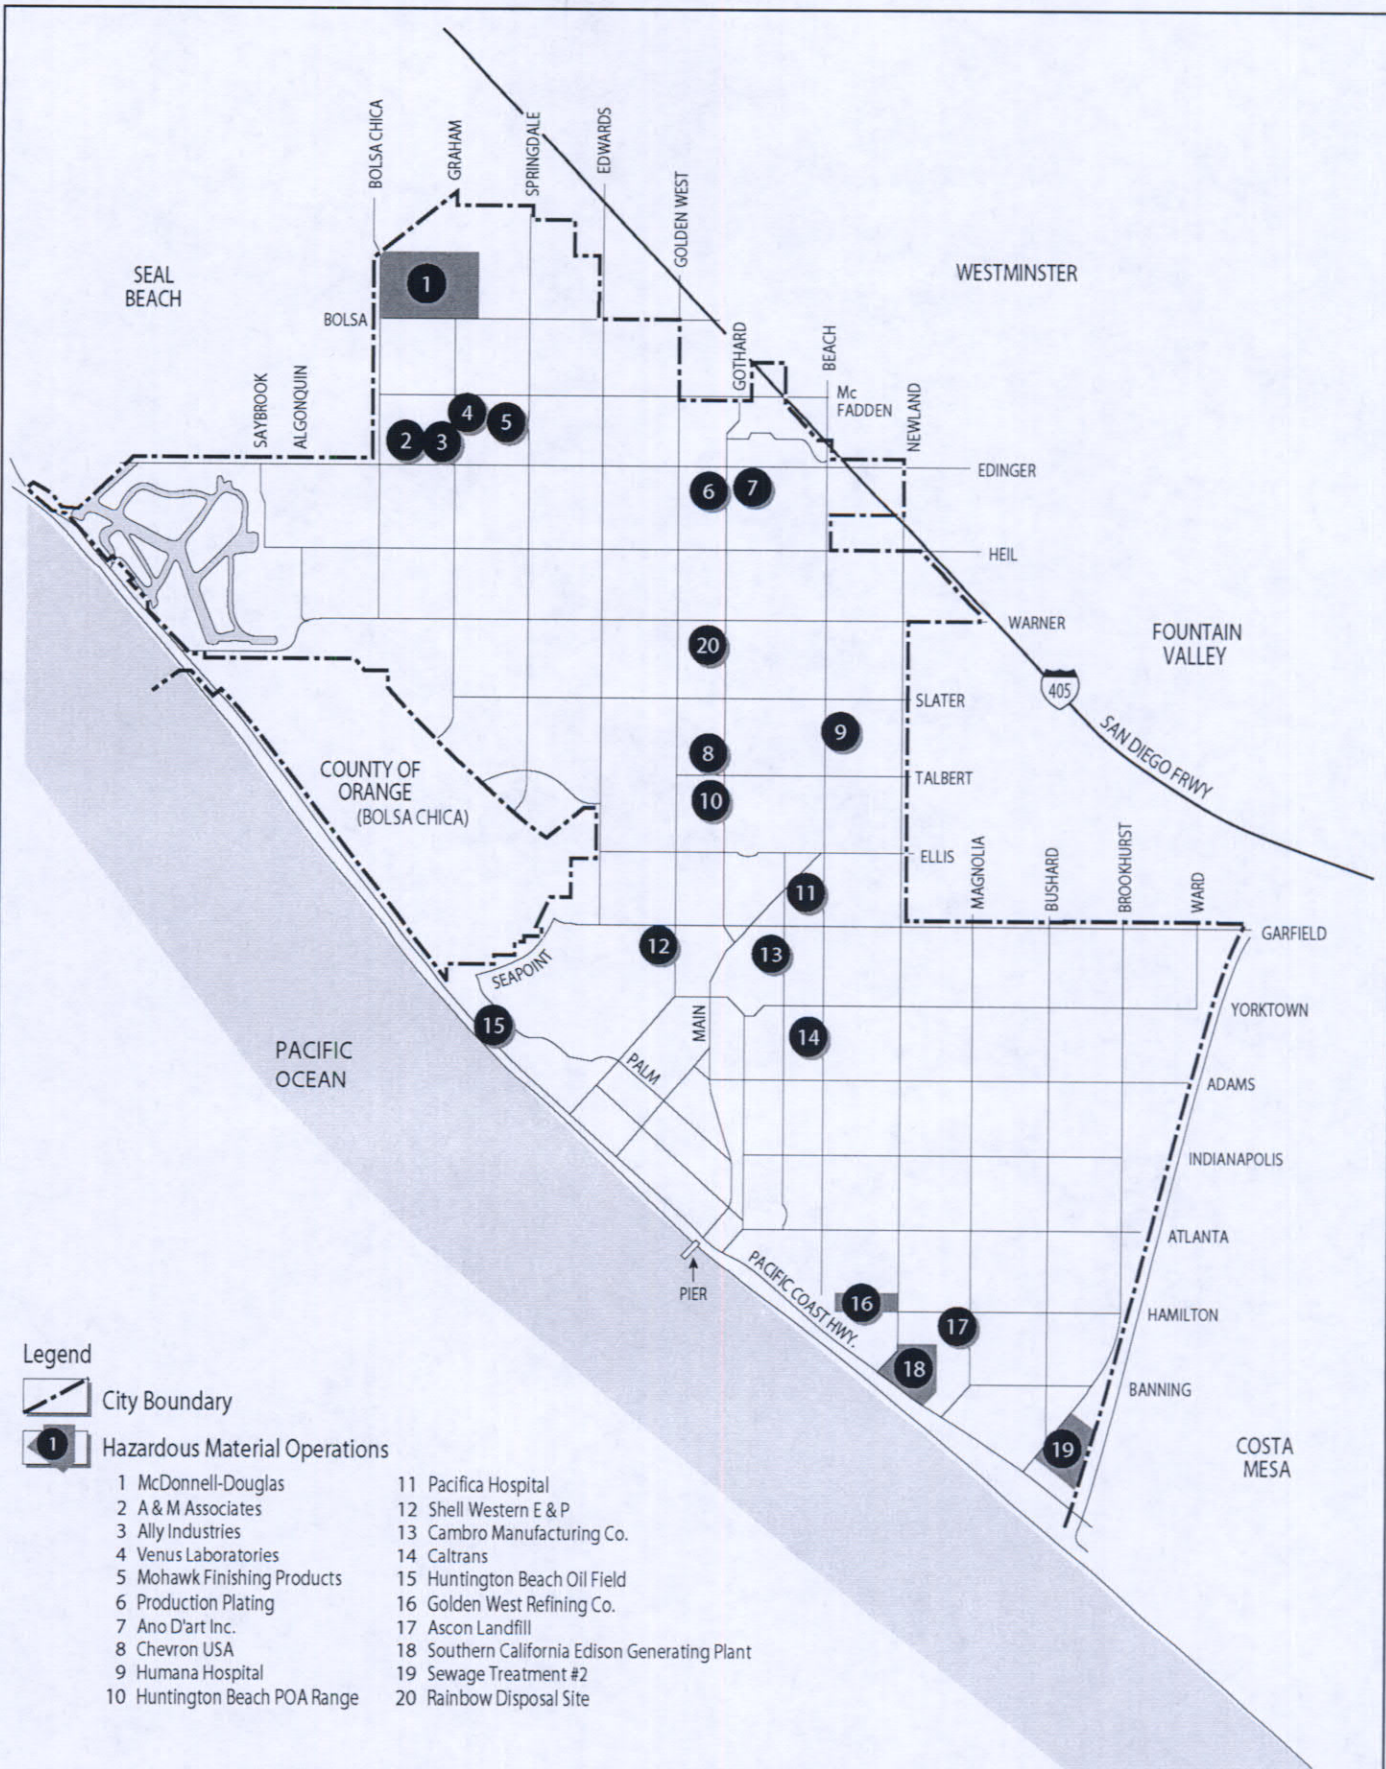 BOLSA CHICA
GRAHAM
SPRINGDALE
EDWARDS
GOLDEN WEST
SEAL
BEACH
WESTMINSTER
1
BOLSA
GOTHARD
BEACH
Mc
FADDEN
NEWLAND
SAYBROOK
ALGONQUIN
4
5
2
3
EDINGER
6
7
HEIL
WARNER
FOUNTAIN
VALLEY
20
405
SLATER
SAN DIEGO FRWY
9
8
COUNTY OF
ORANGE
(BOLSA CHICA)
TALBERT
10
ELLIS
MAGNOLIA
BUSHARD
BROOKHURST
WARD
11
GARFIELD
12
13
SEAPOINT
YORKTOWN
15
MAIN
14
PACIFIC
OCEAN
PALM
ADAMS
INDIANAPOLIS
ATLANTA
PIER
PACIFIC COAST HWY.
16
HAMILTON
17
18
BANNING
19
COSTA
MESA
Legend
City Boundary
1
Hazardous Material Operations
1 McDonnell-Douglas
2 A & M Associates
3 Ally Industries
4 Venus Laboratories
5 Mohawk Finishing Products
6 Production Plating
7 Ano D'art Inc.
8 Chevron USA
9 Humana Hospital
10 Huntington Beach POA Range
11 Pacifica Hospital
12 Shell Western E & P
13 Cambro Manufacturing Co.
14 Caltrans
15 Huntington Beach Oil Field
16 Golden West Refining Co.
17 Ascon Landfill
18 Southern California Edison Generating Plant
19 Sewage Treatment #2
20 Rainbow Disposal Site